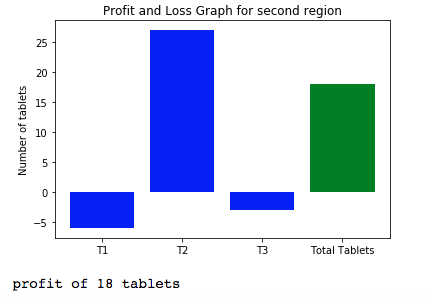 Profit and Loss Graph for second region
Number of tablets
25
20
15
10
5
0
−5
T1
T2
T3
Total Tablets
profit of 18 tablets